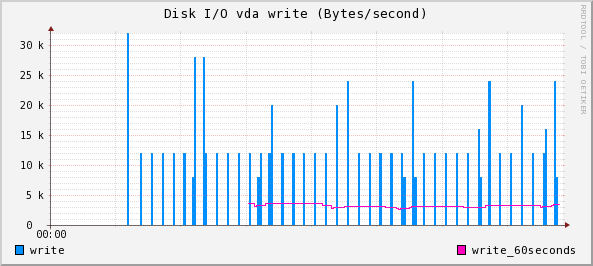 Disk I/O vda write (Bytes/second)
RRDTOOL / TOBI OETIKER
30 k
25 k
20 k
15 k
10 k
5 k
0
00:00
write
write_60seconds